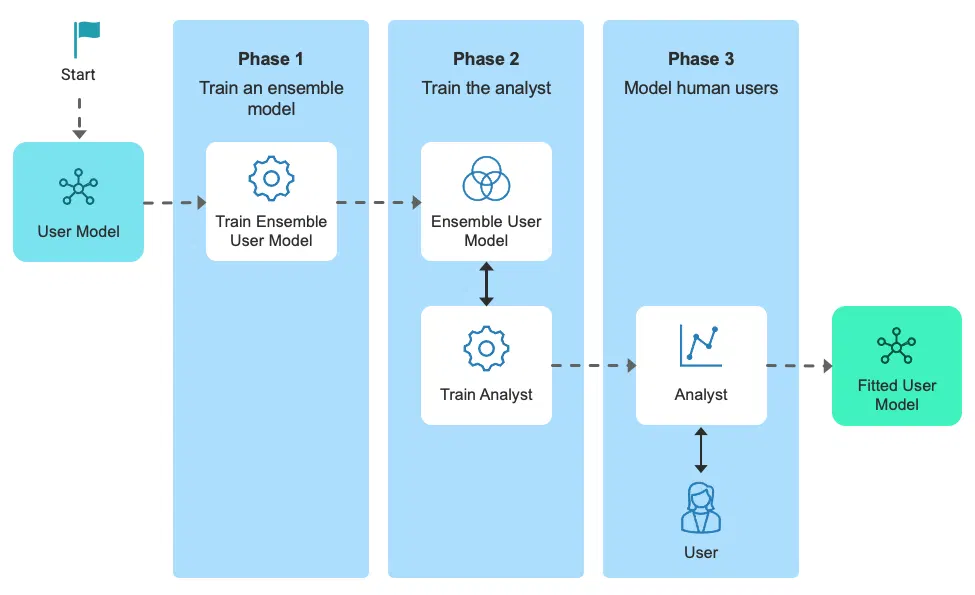 Start
User Model
Phase 1
Train an ensemble
model
Train Ensemble
User Model
Phase 2
Train the analyst
Ensemble User
Model
Train Analyst
Phase 3
Model human users
Analyst
User
Fitted User
Model